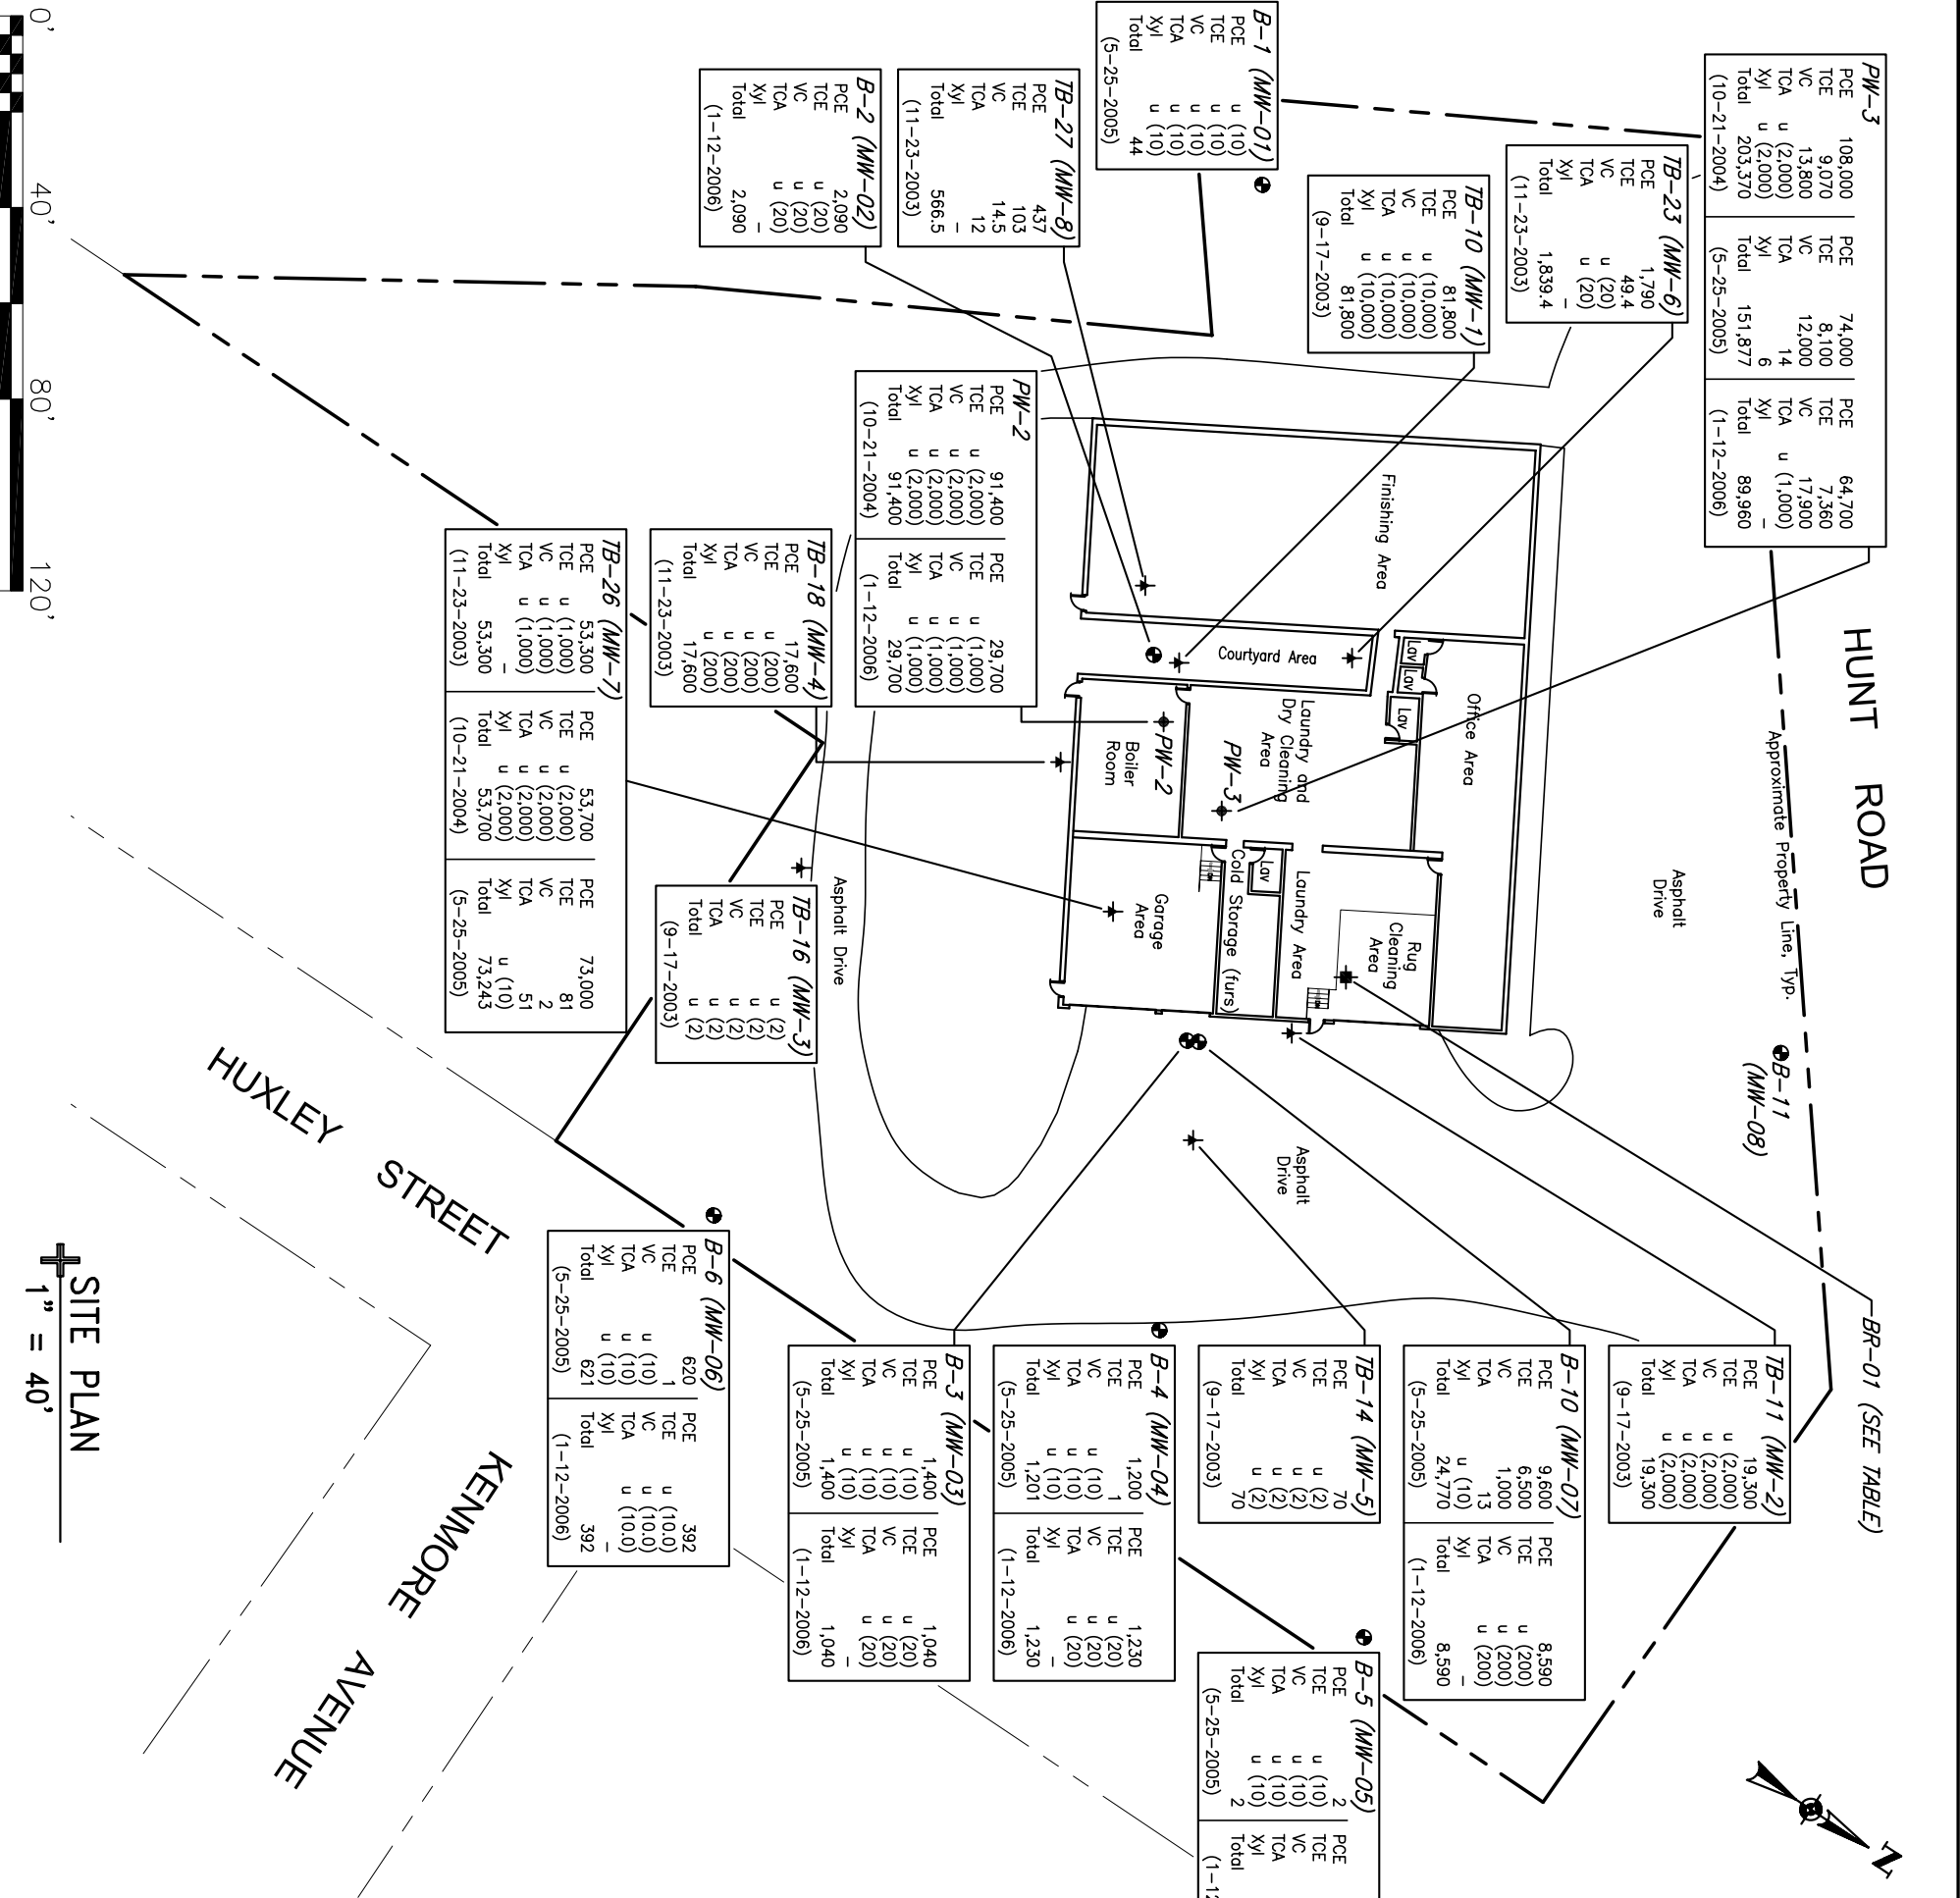 HUNT ROAD
Approximate Property Line, Typ.
Asphalt
Drive
B-11
(MW-08)
BR-01 (SEE TABLE)
N
PW-3
PCE 108,000
TCE 9,070
VC 13,800
TCA u (2,000)
Xyl u (2,000)
Total 203,370
(10-21-2004)
PCE 74,000
TCE 8,100
VC 12,000
TCA 14
Xyl 6
Total 151,877
(5-25-2005)
PCE 64,700
TCE 7,360
VC 17,900
TCA u (1,000)
Xyl -
Total 89,960
(1-12-2006)
TB-23 (MW-6)
PCE 1,790
TCE 49.4
VC u (20)
TCA u (20)
Xyl -
Total 1,839.4
(11-23-2003)
TB-10 (MW-1)
PCE 81,800
TCE u (10,000)
VC u (10,000)
TCA u (10,000)
Xyl u (10,000)
Total 81,800
(9-17-2003)
B-1 (MW-01)
PCE u (10)
TCE u (10)
VC u (10)
TCA u (10)
Xyl u (10)
Total 44
(5-25-2005)
TB-27 (MW-8)
PCE 437
TCE 103
VC 14.5
TCA 12
Xyl -
Total 566.5
(11-23-2003)
B-2 (MW-02)
PCE 2,090
TCE u (20)
VC u (20)
TCA u (20)
Xyl -
Total 2,090
(1-12-2006)
PW-2
PCE 91,400
TCE u (2,000)
VC u (2,000)
TCA u (2,000)
Xyl u (2,000)
Total 91,400
(10-21-2004)
PCE 29,700
TCE u (1,000)
VC u (1,000)
TCA u (1,000)
Xyl u (1,000)
Total 29,700
(1-12-2006)
TB-18 (MW-4)
PCE 17,600
TCE u (200)
VC u (200)
TCA u (200)
Xyl u (200)
Total 17,600
(11-23-2003)
TB-26 (MW-7)
PCE 53,300
TCE u (1,000)
VC u (1,000)
TCA u (1,000)
Xyl -
Total 53,300
(11-23-2003)
PCE 53,700
TCE u (2,000)
VC u (2,000)
TCA u (2,000)
Xyl u (2,000)
Total 53,700
(10-21-2004)
PCE 73,000
TCE 81
VC 2
TCA 51
Xyl u (10)
Total 73,243
(5-25-2005)
TB-16 (MW-3)
PCE u (2)
TCE u (2)
VC u (2)
TCA u (2)
Total u (2)
(9-17-2003)
Finishing Area
Courtyard Area
Lav
Lav
Lav
Office Area
Laundry and
Dry Cleaning
Area
PW-3
PW-2
Boiler
Room
Rug
Cleaning
Area
Laundry Area
Lav
Cold Storage (furs)
Garage
Area
Asphalt Drive
Asphalt
Drive
TB-11 (MW-2)
PCE 19,300
TCE u (2,000)
VC u (2,000)
TCA u (2,000)
Xyl u (2,000)
Total 19,300
(9-17-2003)
B-10 (MW-07)
PCE 9,600
TCE 6,500
VC 1,000
TCA 13
Xyl u (10)
Total 24,770
(5-25-2005)
PCE 8,590
TCE u (200)
VC u (200)
TCA u (200)
Xyl -
Total 8,590
(1-12-2006)
TB-14 (MW-5)
PCE 70
TCE u (2)
VC u (2)
TCA u (2)
Xyl u (2)
Total 70
(9-17-2003)
B-5 (MW-05)
PCE 2
TCE u (10)
VC u (10)
TCA u (10)
Xyl u (10)
Total 2
(5-25-2005)
PCE
TCE
VC
TCA
Xyl
Total
(1-12
B-4 (MW-04)
PCE 1,200
TCE 1
VC u (10)
TCA u (10)
Xyl u (10)
Total 1,201
(5-25-2005)
PCE 1,230
TCE u (20)
VC u (20)
TCA u (20)
Xyl -
Total 1,230
(1-12-2006)
B-3 (MW-03)
PCE 1,400
TCE u (10)
VC u (10)
TCA u (10)
Xyl u (10)
Total 1,400
(5-25-2005)
PCE 1,040
TCE u (20)
VC u (20)
TCA u (20)
Xyl -
Total 1,040
(1-12-2006)
B-6 (MW-06)
PCE 620
TCE 1
VC u (10)
TCA u (10)
Xyl u (10)
Total 621
(5-25-2005)
PCE 392
TCE u (10.0)
VC u (10.0)
TCA u (10.0)
Xyl -
Total 392
(1-12-2006)
HUXLEY STREET
KENMORE AVENUE
SITE PLAN
1" = 40'
0' 40' 80' 120'